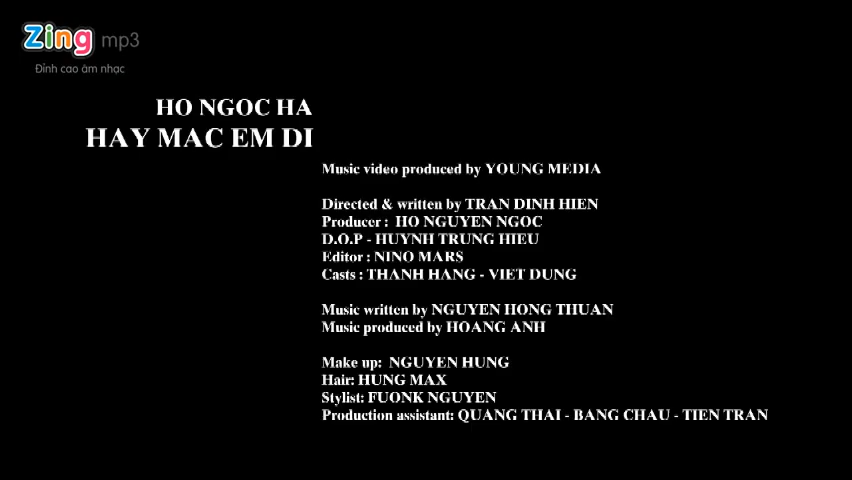 Zing mp3
Đỉnh cao âm nhạc
HO NGOC HA
HAY MAC EM DI
Music video produced by YOUNG MEDIA
Directed & written by TRAN DINH HIEN
Producer : HO NGUYEN NGOC
D.O.P - HUYNH TRUNG HIEU
Editor : NINO MARS
Casts : THANH HANG - VIET DUNG
Music written by NGUYEN HONG THUAN
Music produced by HOANG ANH
Make up: NGUYEN HUNG
Hair: HUNG MAX
Stylist: FUONK NGUYEN
Production assistant: QUANG THAI - BANG CHAU - TIEN TRAN